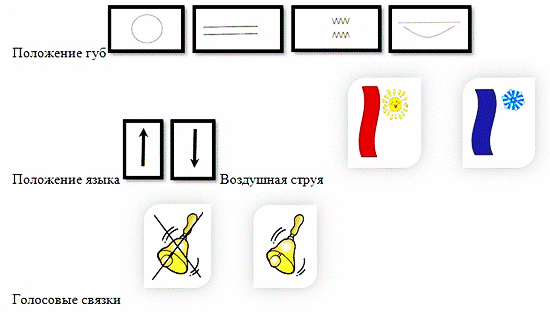 Положение губ
Положение языка Воздушная струя
Голосовые связки